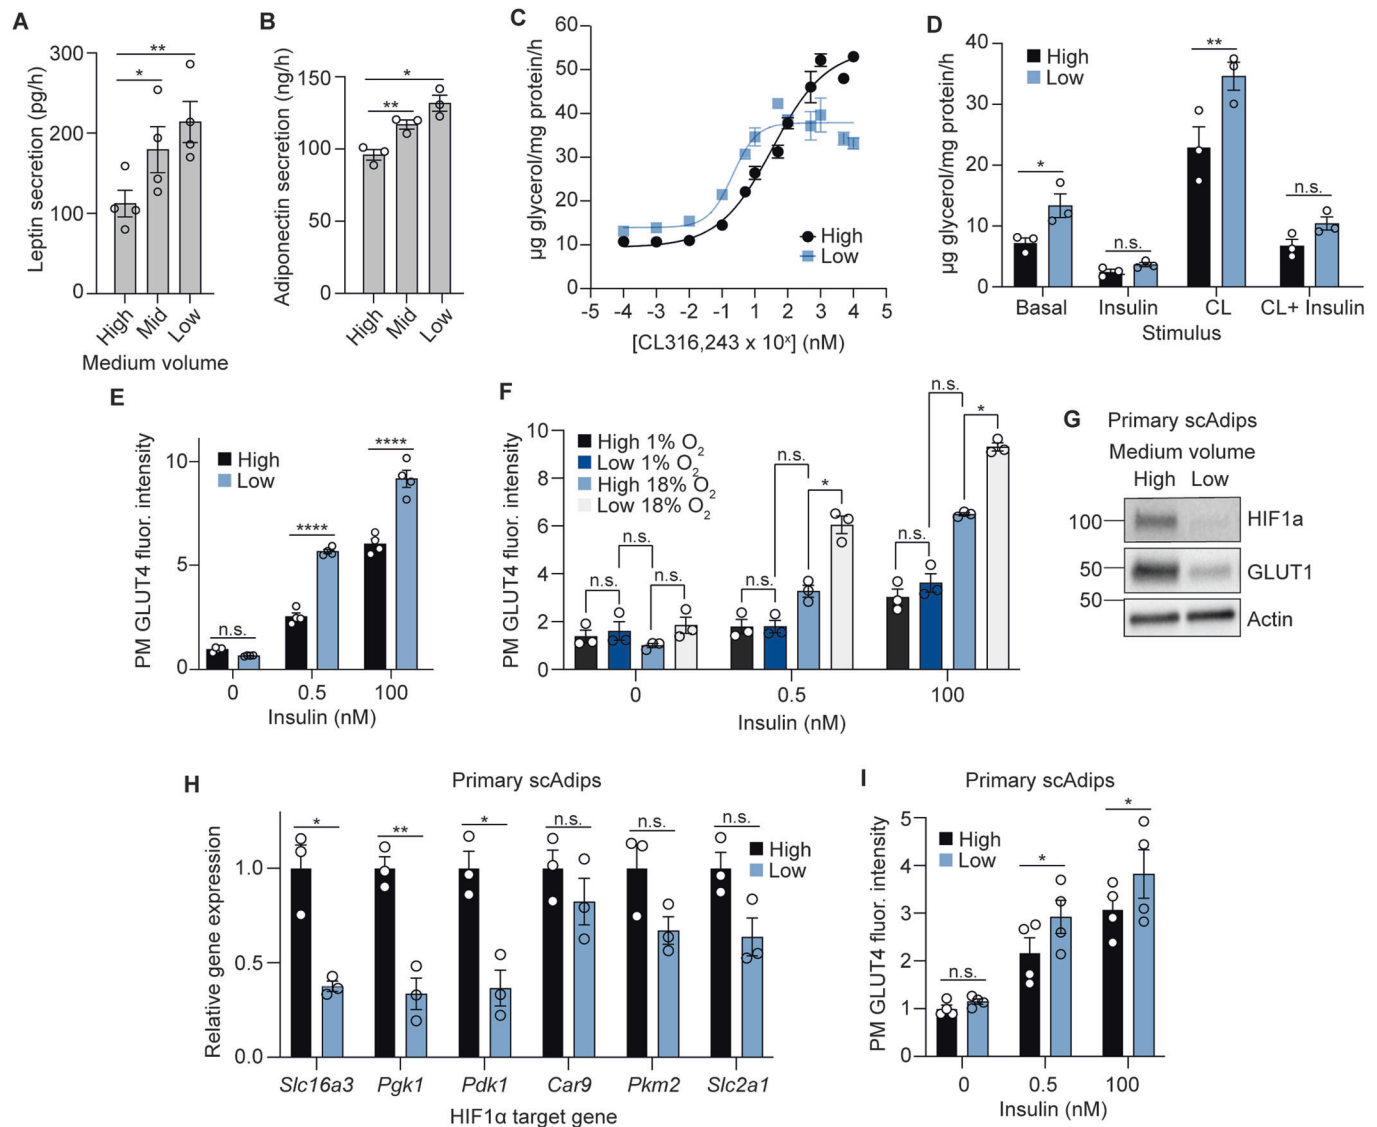 A
Leptin secretion (pg/h)
300
200
100
0
**
*
High
Mid
Low
Medium volume
B
Adiponectin secretion (ng/h)
150
100
50
0
*
**
High
Mid
Low
C
µg glycerol/mg protein/h
60
50
40
30
20
10
0
High
Low
-5 -4 -3 -2 -1 0 1 2 3 4 5
[CL316,243 x 10ˣ] (nM)
D
µg glycerol/mg protein/h
40
30
20
10
0
High
Low
*
n.s.
**
n.s.
Basal Insulin CL CL+ Insulin
Stimulus
E
PM GLUT4 fluor. intensity
10
5
0
High
Low
n.s.
****
****
0 0.5 100
Insulin (nM)
F
PM GLUT4 fluor. intensity
10
8
6
4
2
0
High 1% O₂
Low 1% O₂
High 18% O₂
Low 18% O₂
n.s.
n.s.
n.s.
n.s.
n.s.
*
n.s.
n.s.
*
0 0.5 100
Insulin (nM)
G Primary scAdips
Medium volume
High Low
100 HIF1a
50 GLUT1
50
Actin
H
Primary scAdips
Relative gene expression
1.0
0.5
0.0
*
**
*
n.s.
n.s.
n.s.
High
Low
Slc16a3 Pgk1 Pdk1 Car9 Pkm2 Slc2a1
HIF1α target gene
I
Primary scAdips
PM GLUT4 fluor. intensity
5
4
3
2
1
0
High
Low
n.s.
*
*
0 0.5 100
Insulin (nM)